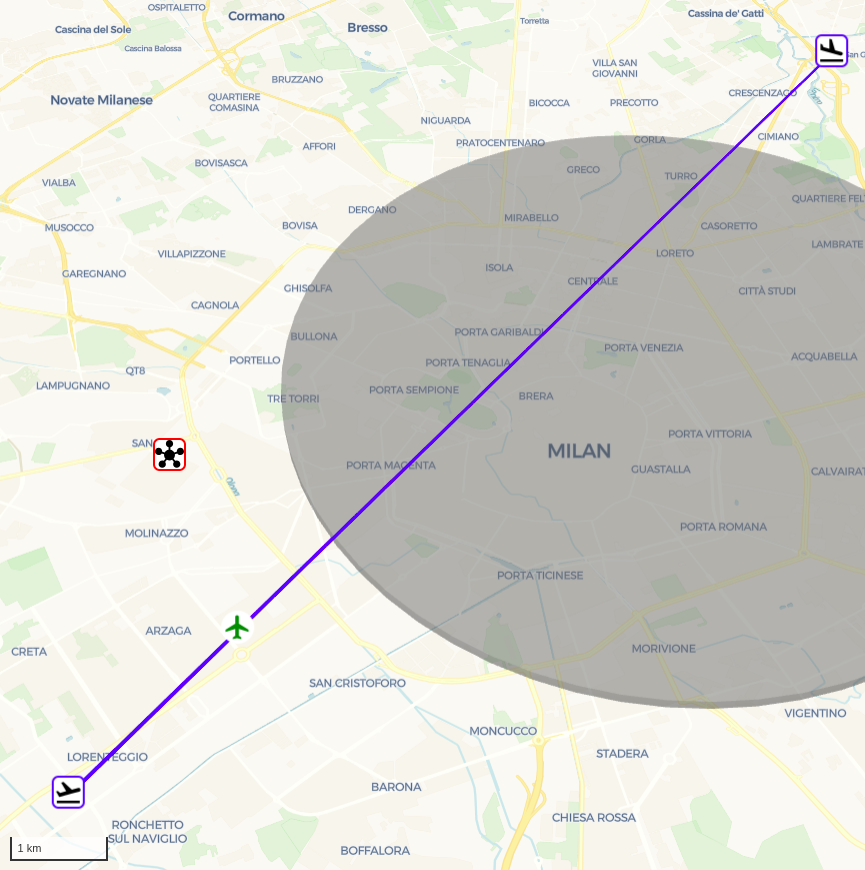 OSPITALETTO
Cormano
Cassina de' Gatti
Cascina del Sole
Bresso
Torretta
Cascina Balossa
VILLA SAN
GIOVANNI
BRUZZANO
CRESCENZAGO
Novate Milanese
QUARTIERE
COMASINA
BICOCCA
PRECOTTO
NIGUARDA
CIMIANO
AFFORI
PRATOCENTENARO
GORLA
BOVISASCA
GRECO
TURRO
VIALBA
QUARTIERE FEL
DERGANO
MIRABELLO
MUSOCCO
BOVISA
CASORETTO
LAMBRATE
VILLAPIZZONE
LORETO
GAREGNANO
ISOLA
CENTRALE
GHISOLFA
CITTÀ STUDI
CAGNOLA
BULLONA
PORTA GARIBALDI
PORTA VENEZIA
PORTELLO
PORTA TENAGLIA
ACQUABELLA
QT8
LAMPUGNANO
TRE TORRI
PORTA SEMPIONE
BRERA
SAN
PORTA VITTORIA
MILAN
PORTA MAGENTA
GUASTALLA
CALVAIRAT
Olona
MOLINAZZO
PORTA ROMANA
PORTA TICINESE
ARZAGA
CRETA
MORIVIONE
SAN CRISTOFORO
VIGENTINO
MONCUCCO
LORENTEGGIO
STADERA
BARONA
RONCHETTO
SUL NAVIGLIO
CHIESA ROSSA
1 km
BOFFALORA